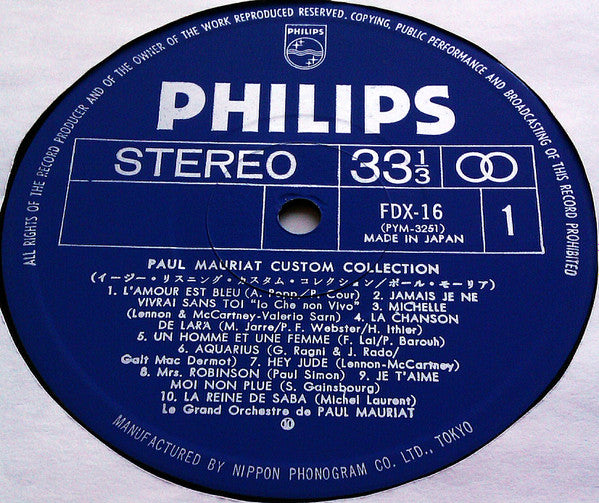 ALL RIGHTS OF THE RECORD PRODUCER AND OF THE OWNER OF THE WORK REPRODUCED RESERVED. COPYING, PUBLIC PERFORMANCE AND BROADCASTING OF THIS RECORD PROHIBITED
PHILIPS
PHILIPS
STEREO
33 1/3
FDX-16
(PYM-3251)
MADE IN JAPAN
1
PAUL MAURIAT CUSTOM COLLECTION
(イージー・リスニング・カスタム・コレクション/ポール・モーリア)
1. L'AMOUR EST BLEU (A. Popp/P. Cour) 2. JAMAIS JE NE
VIVRAI SANS TOI "Io Che non Vivo" 3. MICHELLE
(Lennon & McCartney-Valerio Sarn) 4. LA CHANSON
DE LARA (M. Jarre/P. F. Webster/H. Ithier)
5. UN HOMME ET UNE FEMME (F. Lai/P. Barouh)
6. AQUARIUS (G. Ragni & J. Rado/
Galt Mac Dermot) 7. HEY JUDE (Lennon-McCartney)
8. Mrs. ROBINSON (Paul Simon) 9. JE T'AIME
MOI NON PLUE (S. Gainsbourg)
10. LA REINE DE SABA (Michel Laurent)
Le Grand Orchestre de PAUL MAURIAT
MANUFACTURED BY NIPPON PHONOGRAM CO. LTD., TOKYO